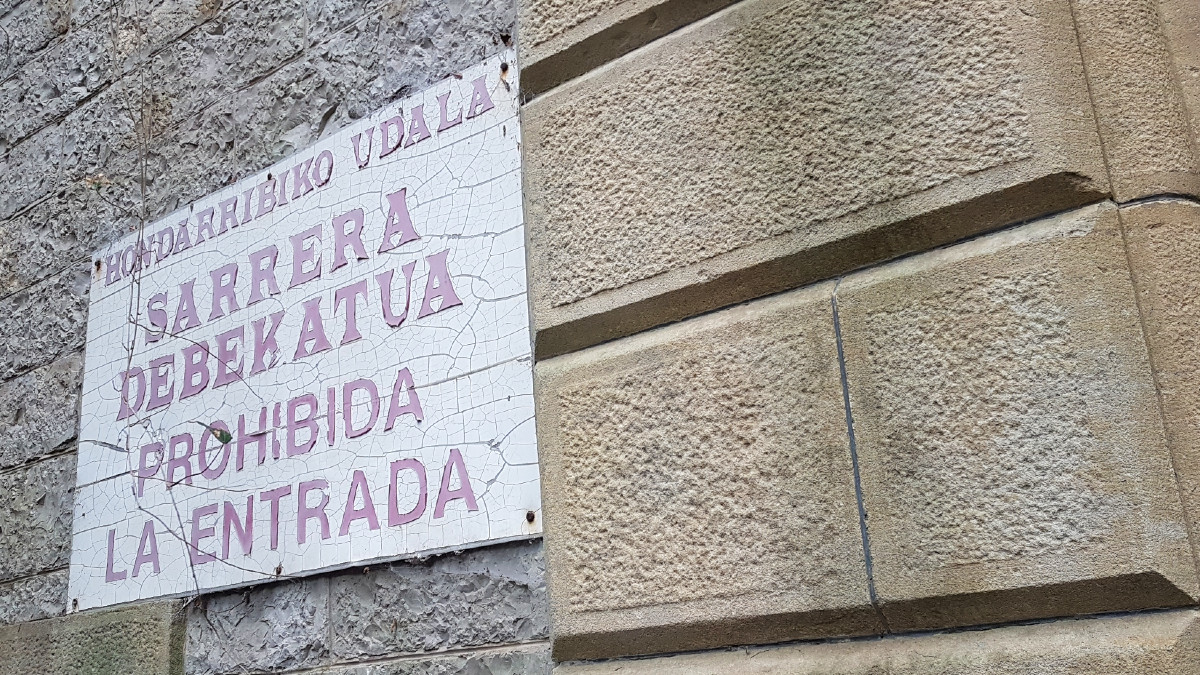 HONDARRIBIKO UDALA
SARRERA
DEBEKATUA
PROHIBIDA
LA ENTRADA